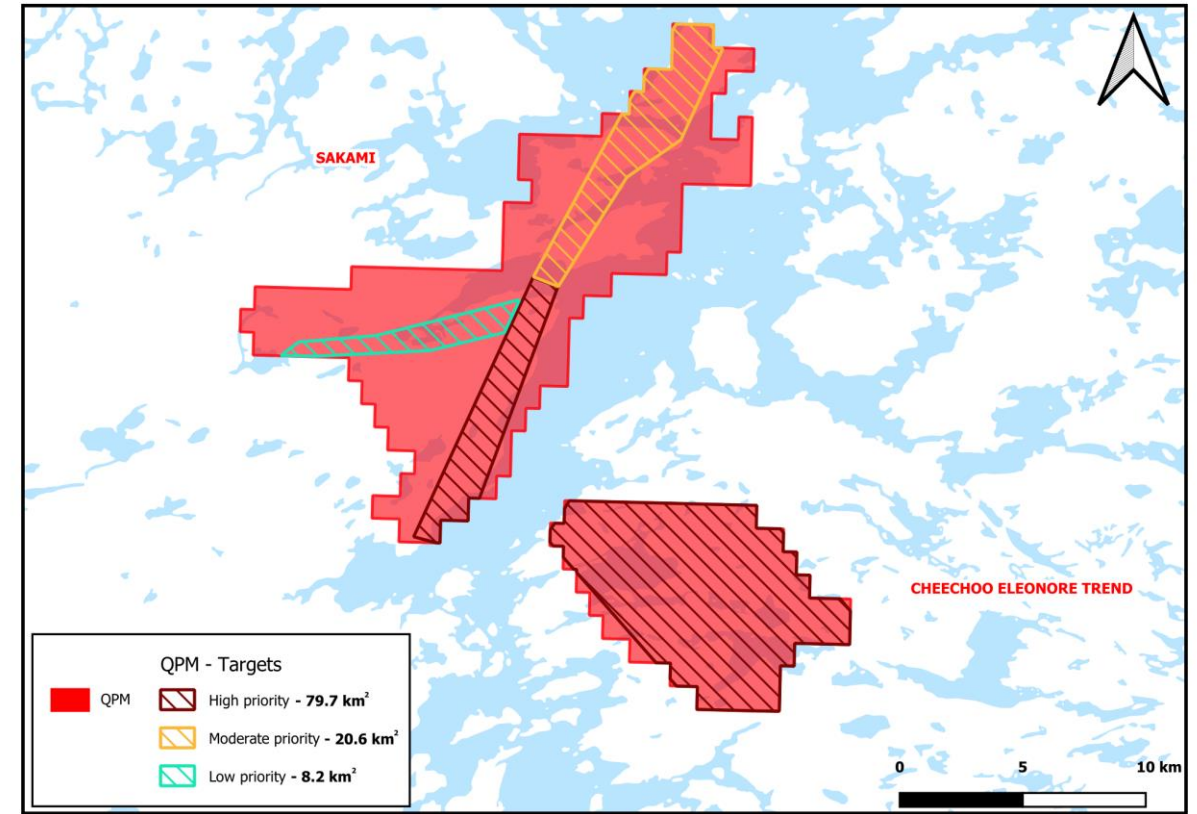 SAKAMI
CHEECHOO ELEONORE TREND
QPM - Targets
QPM
High priority - 79.7 km²
Moderate priority - 20.6 km²
Low priority - 8.2 km²
0 5 10 km